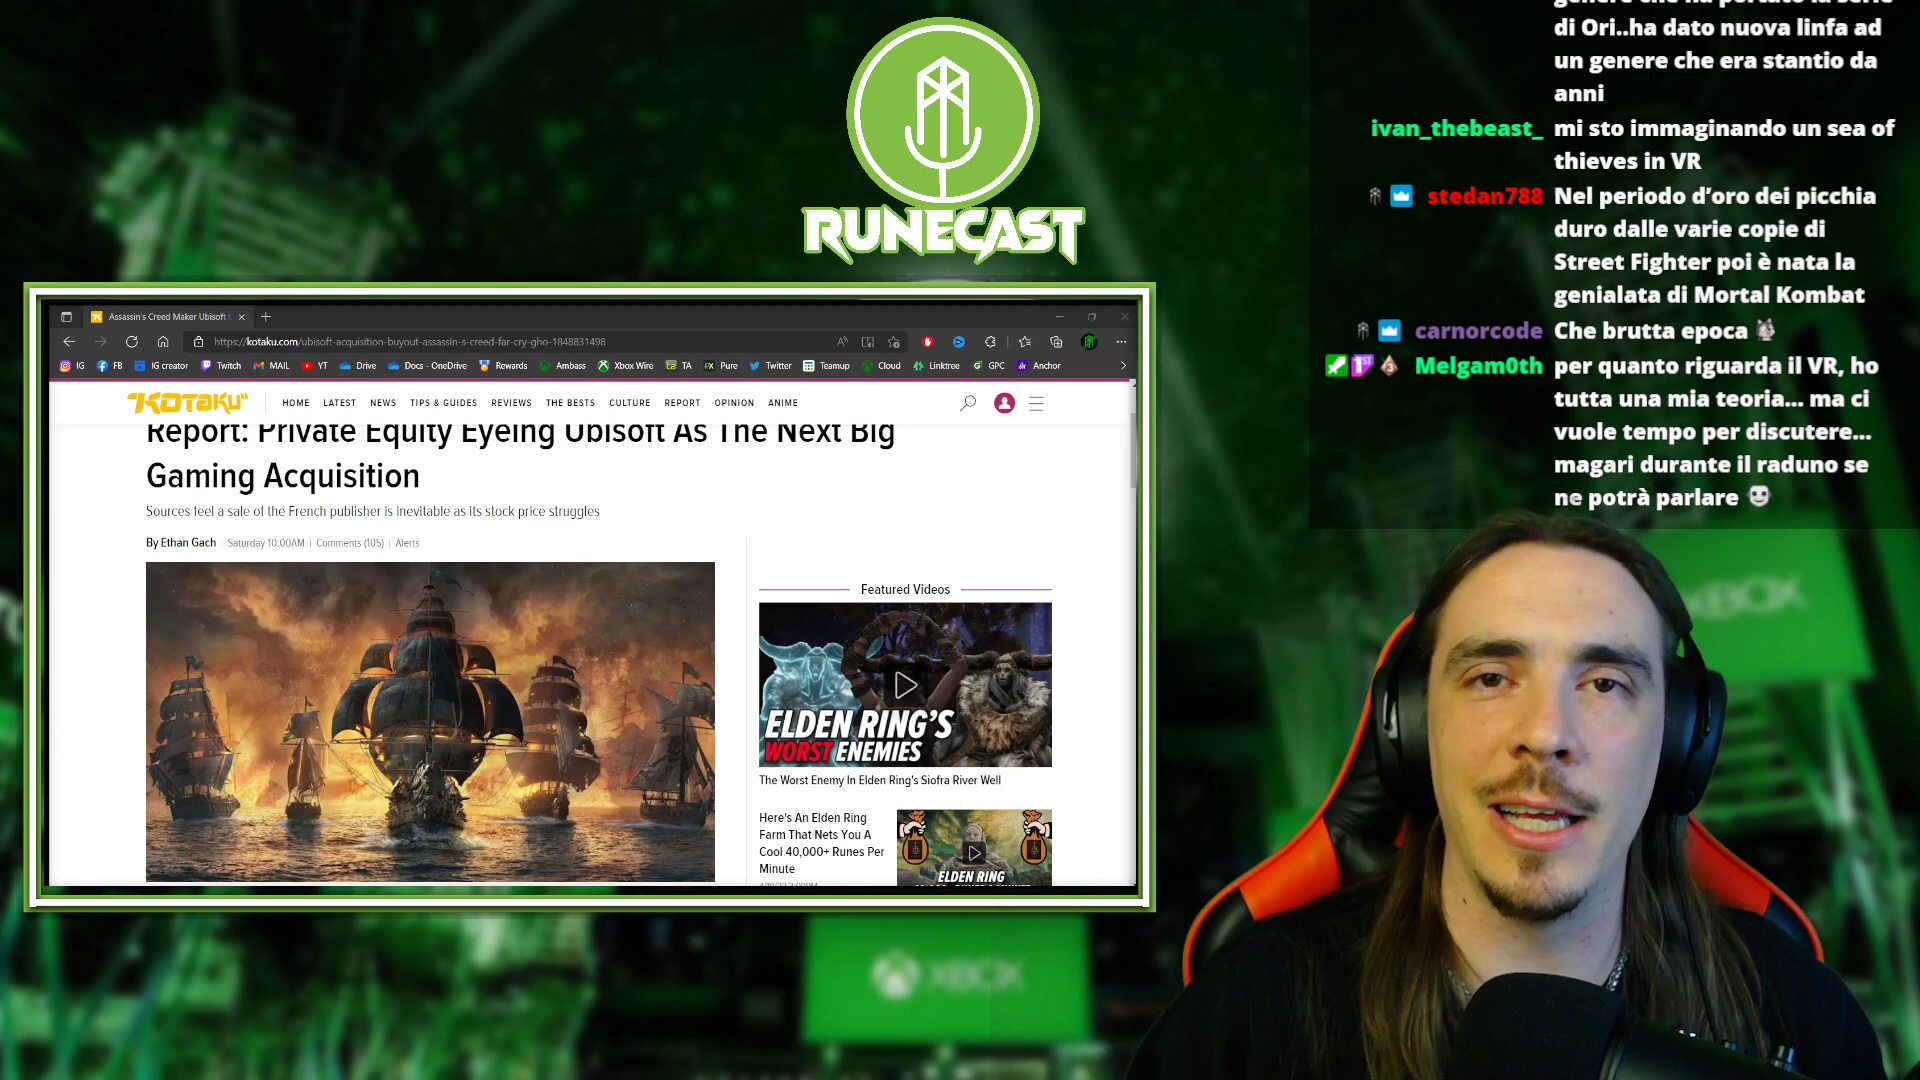 RUNECAST
Assassin's Creed Maker Ubisoft
https://kotaku.com/ubisoft-acquisition-buyout-assassin-s-creed-far-cry-gho-1848831498
IG FB IG creator Twitch MAIL YT Drive Docs - OneDrive Rewards Ambass Xbox Wire TA Pure Twitter Teamup Cloud Linktree GPC Anchor
KOTAKU HOME LATEST NEWS TIPS & GUIDES REVIEWS THE BESTS CULTURE REPORT OPINION ANIME
Report: Private Equity Eyeing Ubisoft As The Next Big
Gaming Acquisition
Sources feel a sale of the French publisher is inevitable as its stock price struggles
By Ethan Gach Saturday 10:00AM Comments (105) Alerts
Featured Videos
ELDEN RING'S
WORST ENEMIES
The Worst Enemy In Elden Ring's Siofra River Well
Here's An Elden Ring
Farm That Nets You A
Cool 40,000+ Runes Per
Minute
ELDEN RING
di Ori..ha dato nuova linfa ad
un genere che era stantio da
anni
ivan_thebeast_ mi sto immaginando un sea of
thieves in VR
stedan788 Nel periodo d'oro dei picchia
duro dalle varie copie di
Street Fighter poi è nata la
genialata di Mortal Kombat
carnorcode Che brutta epoca
Melgam0th per quanto riguarda il VR, ho
tutta una mia teoria... ma ci
vuole tempo per discutere...
magari durante il raduno se
ne potrà parlare
XBOX
XBOX